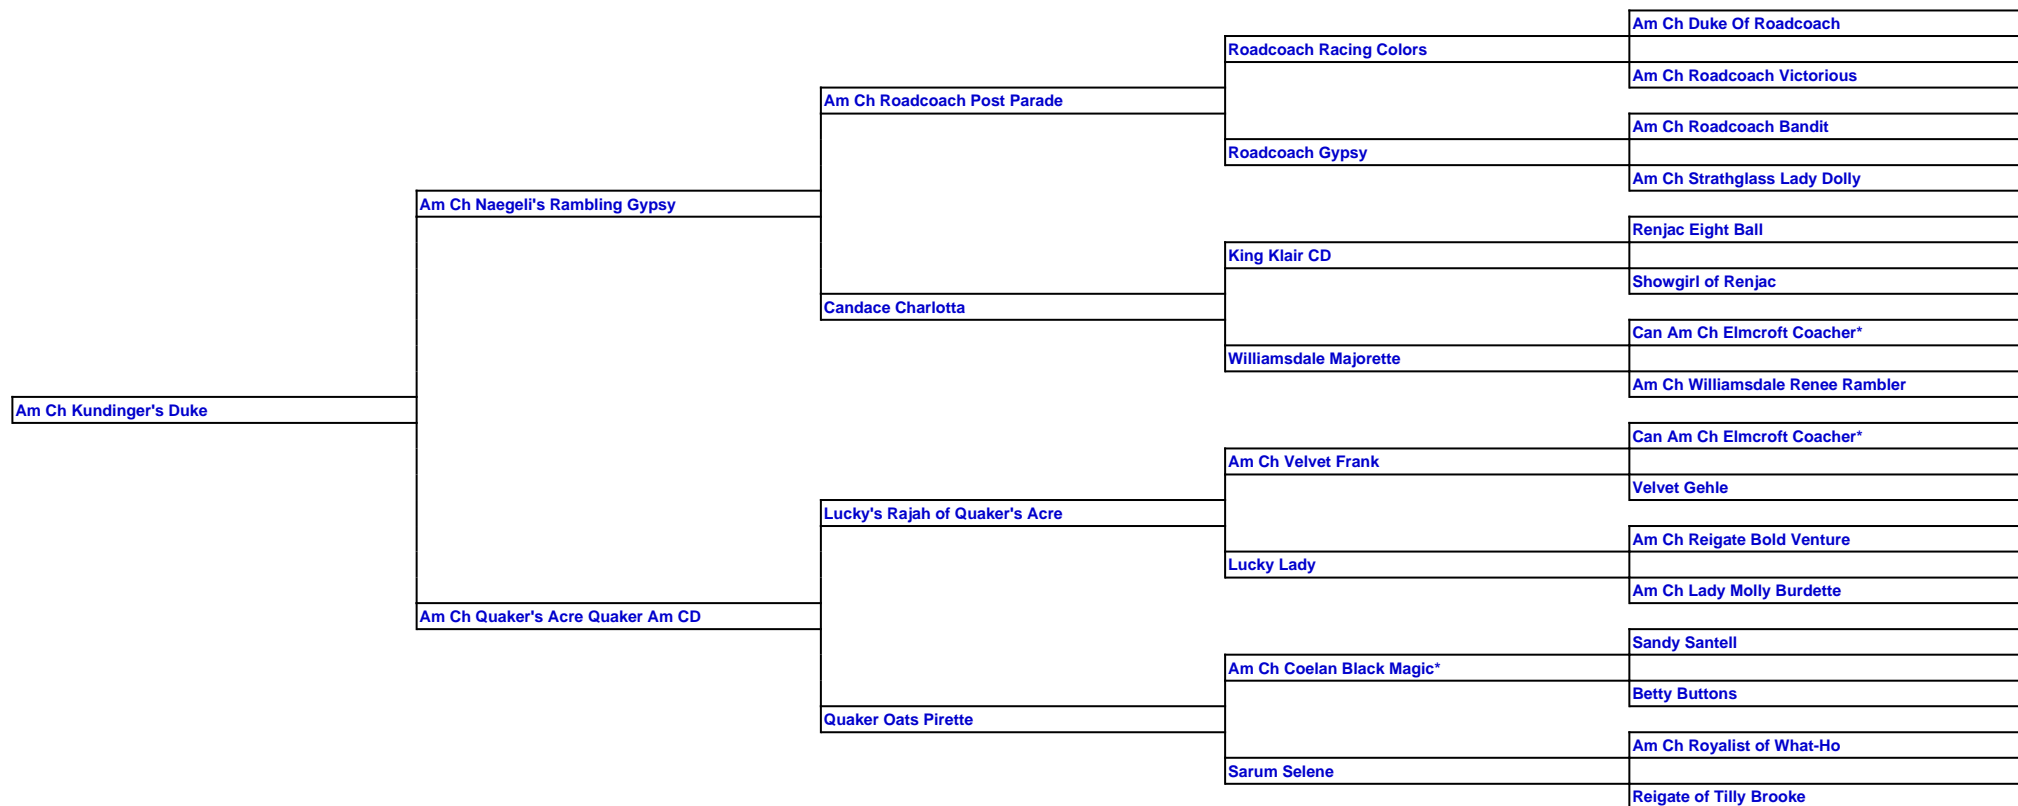 Am Ch Duke Of Roadcoach
Roadcoach Racing Colors
Am Ch Roadcoach Victorious
Am Ch Roadcoach Post Parade
Am Ch Roadcoach Bandit
Roadcoach Gypsy
Am Ch Strathglass Lady Dolly
Am Ch Naegeli's Rambling Gypsy
Renjac Eight Ball
King Klair CD
Showgirl of Renjac
Candace Charlotta
Can Am Ch Elmcroft Coacher*
Williamsdale Majorette
Am Ch Williamsdale Renee Rambler
Am Ch Kundinger's Duke
Can Am Ch Elmcroft Coacher*
Am Ch Velvet Frank
Velvet Gehle
Lucky's Rajah of Quaker's Acre
Am Ch Reigate Bold Venture
Lucky Lady
Am Ch Lady Molly Burdette
Am Ch Quaker's Acre Quaker Am CD
Sandy Santell
Am Ch Coelan Black Magic*
Betty Buttons
Quaker Oats Pirette
Am Ch Royalist of What-Ho
Sarum Selene
Reigate of Tilly Brooke